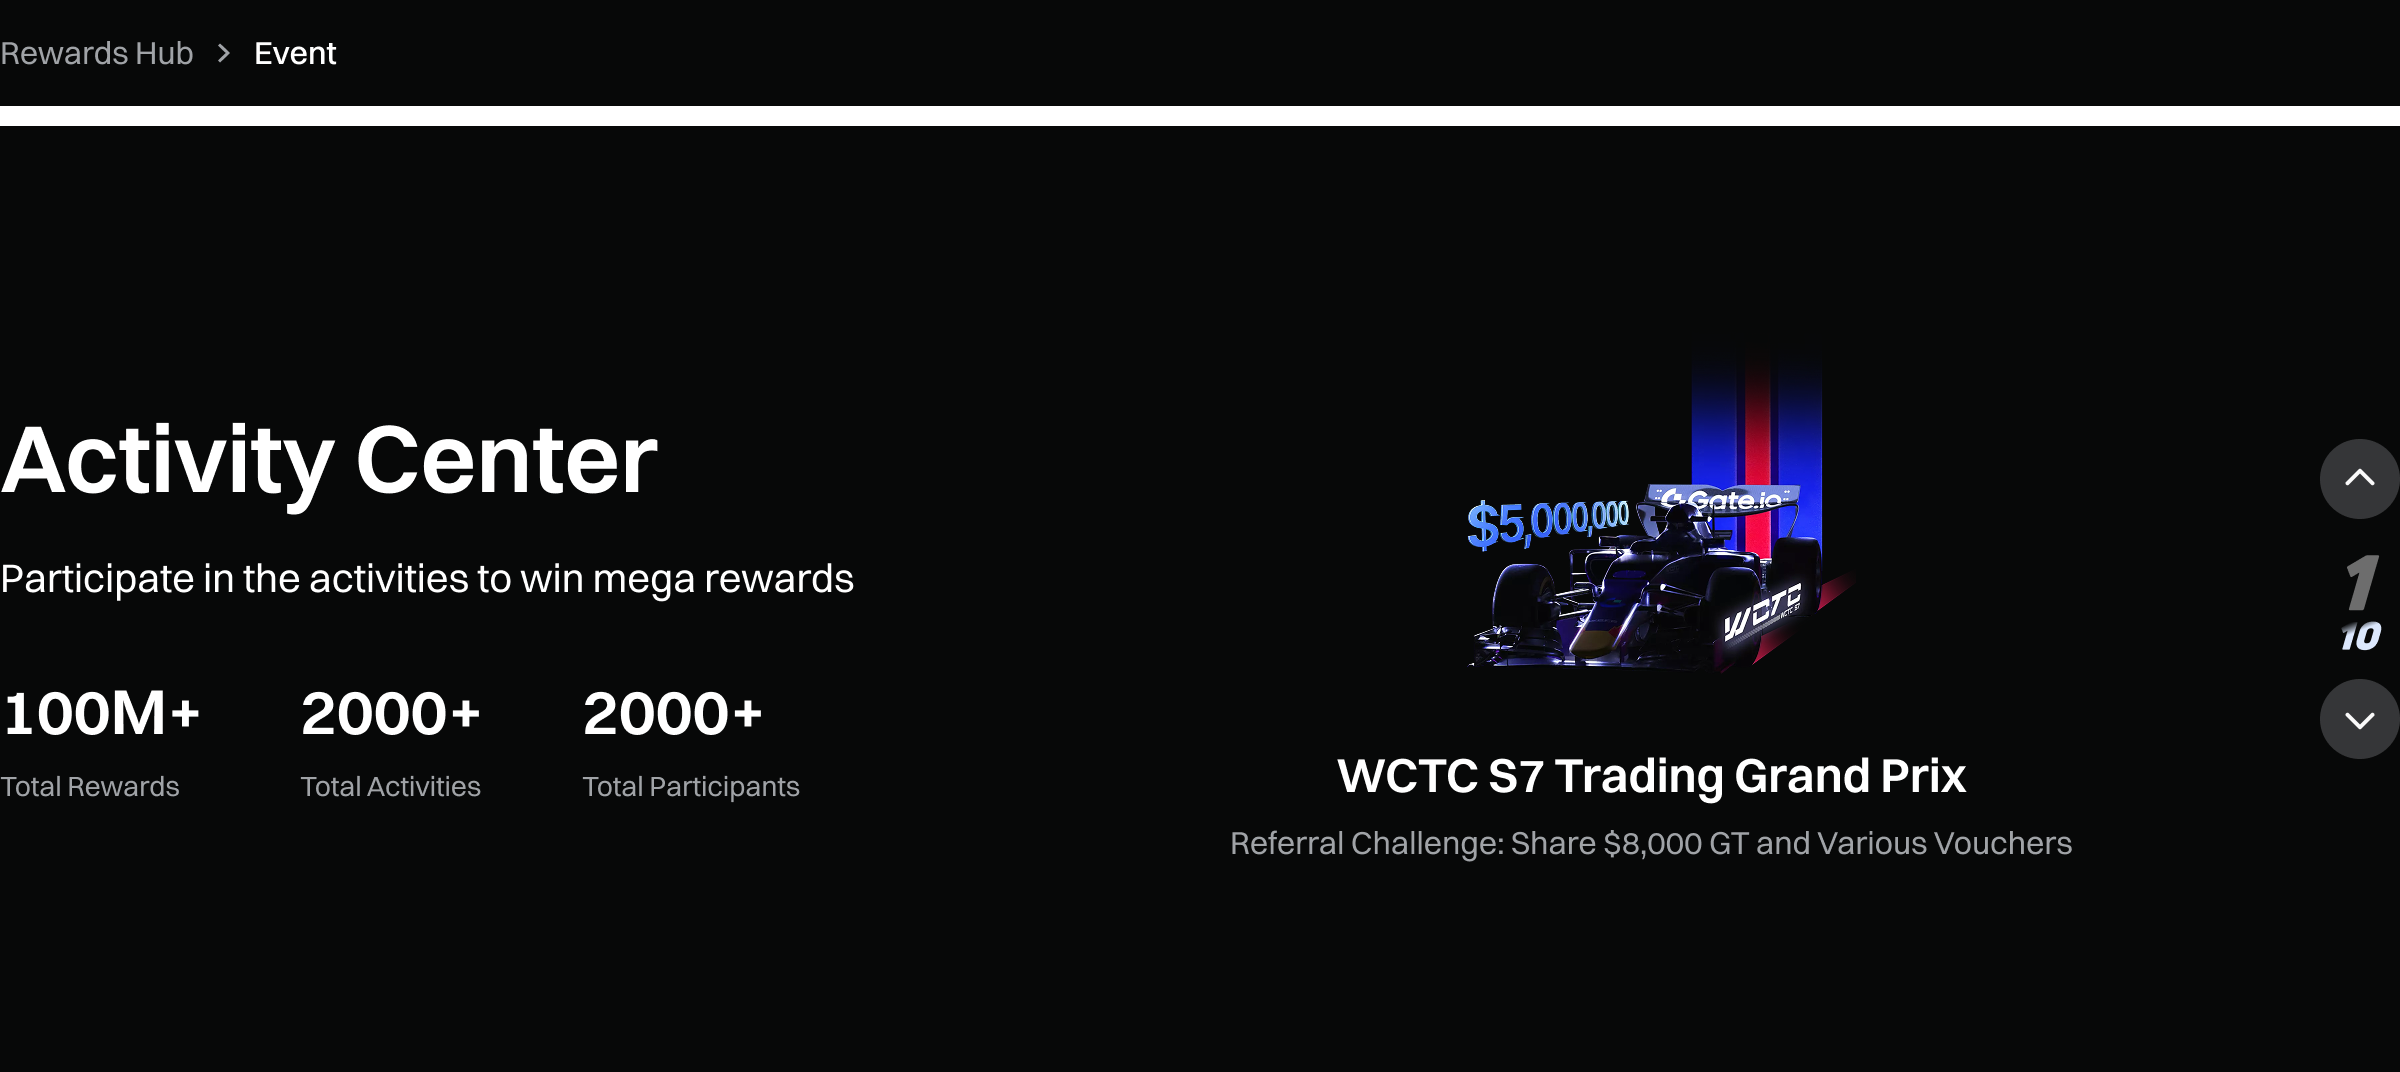 Rewards Hub > Event
Activity Center
Participate in the activities to win mega rewards
100M+
Total Rewards
2000+
Total Activities
2000+
Total Participants
$5,000,000
Gate.io
WCTC
WCTC S7
WCTC S7 Trading Grand Prix
Referral Challenge: Share $8,000 GT and Various Vouchers
1
10